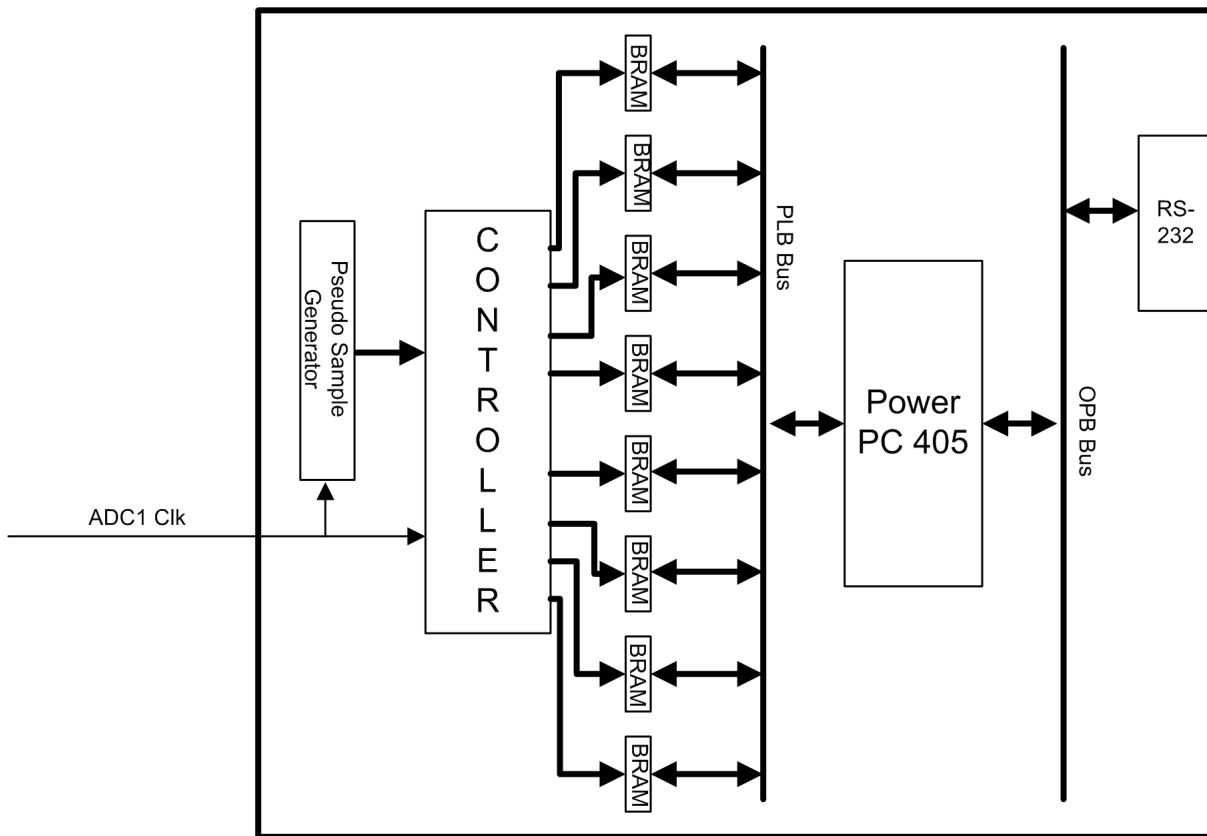 ADC1 Clk
Pseudo Sample
Generator
CONTROLLER
BRAM
BRAM
BRAM
BRAM
BRAM
BRAM
BRAM
BRAM
PLB Bus
Power
PC 405
OPB Bus
RS-
232